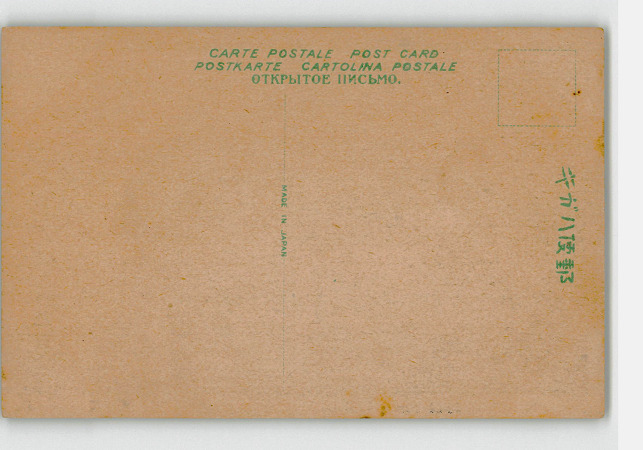 CARTE POSTALE POST CARD
POSTKARTE CARTOLINA POSTALE
ОТКРЫТОЕ ПИСЬМО.
MADE IN JAPAN
キガハ便郵